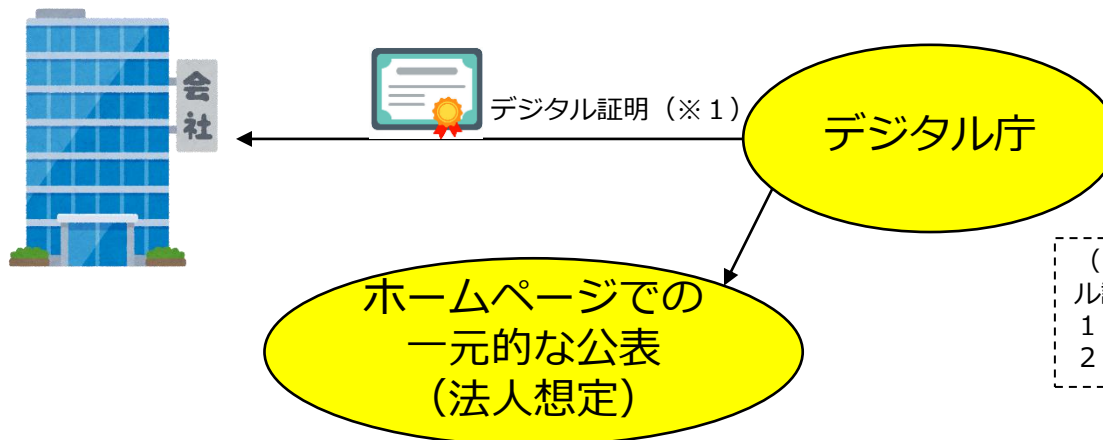 会
社
デジタル証明（※１）
デジタル庁
ホームページでの
一元的な公表
（法人想定）
（
ル
１
２